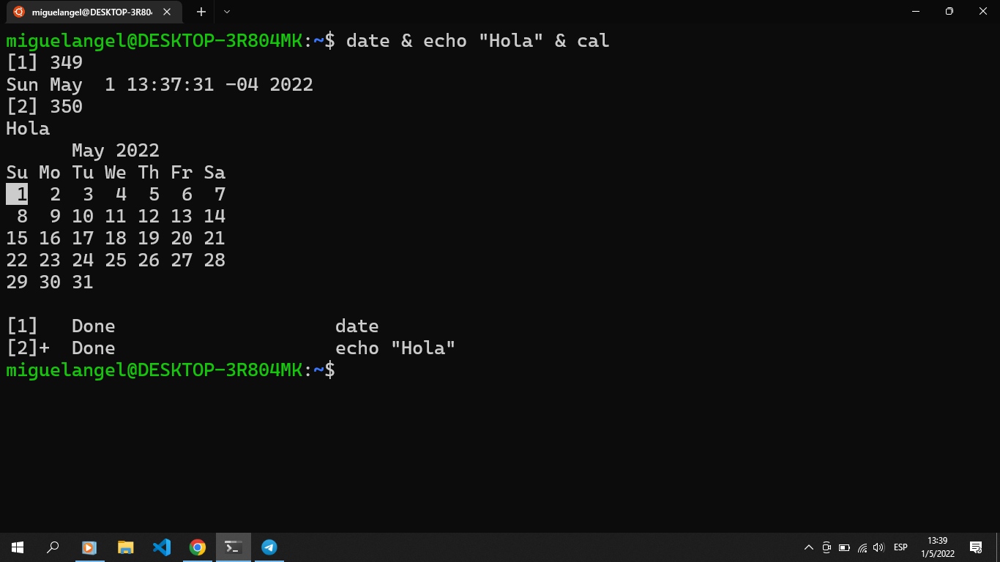 miguelangel@DESKTOP-3R80
miguelangel@DESKTOP-3R804MK:~$ date & echo "Hola" & cal
[1] 349
Sun May  1 13:37:31 -04 2022
[2] 350
Hola
      May 2022
Su Mo Tu We Th Fr Sa
 1  2  3  4  5  6  7
 8  9 10 11 12 13 14
15 16 17 18 19 20 21
22 23 24 25 26 27 28
29 30 31
[1]   Done                    date
[2]+  Done                    echo "Hola"
miguelangel@DESKTOP-3R804MK:~$
ESP
13:39
1/5/2022